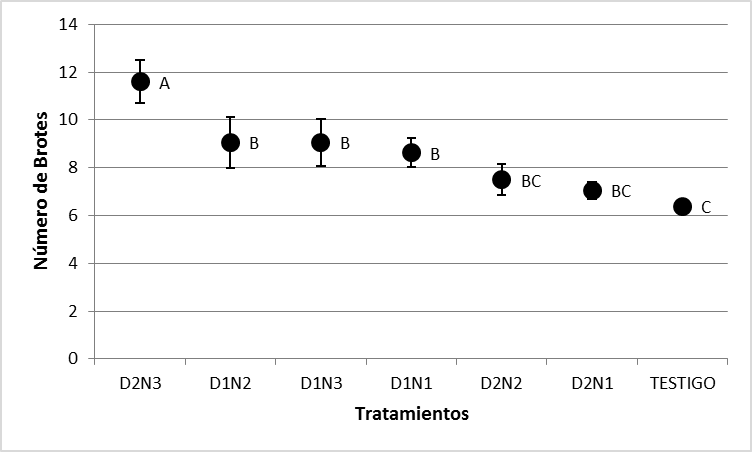 14
12
10
8
6
4
2
0
Número de Brotes
A
B
B
B
BC
BC
C
D2N3 D1N2 D1N3 D1N1 D2N2 D2N1 TESTIGO
Tratamientos